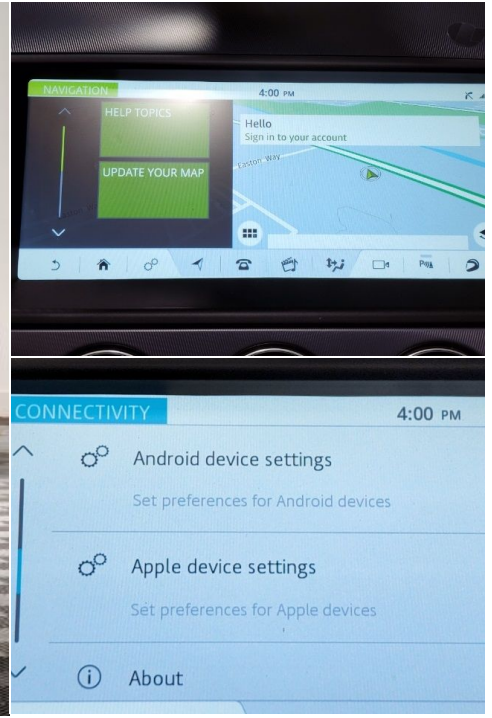 NAVIGATION
4:00 PM
HELP TOPICS
UPDATE YOUR MAP
Hello
Sign in to your account
Easton Way
CONNECTIVITY
4:00 PM
Android device settings
Set preferences for Android devices
Apple device settings
Set preferences for Apple devices
About